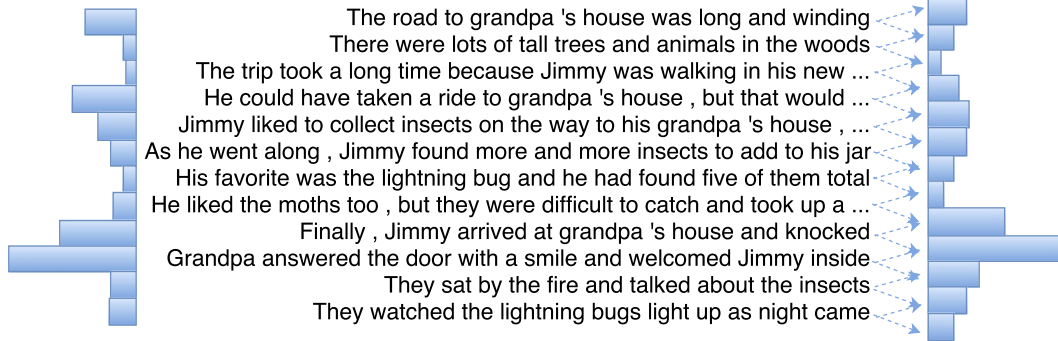 The road to grandpa 's house was long and winding
There were lots of tall trees and animals in the woods
The trip took a long time because Jimmy was walking in his new ...
He could have taken a ride to grandpa 's house , but that would ...
Jimmy liked to collect insects on the way to his grandpa 's house , ...
As he went along , Jimmy found more and more insects to add to his jar
His favorite was the lightning bug and he had found five of them total
He liked the moths too , but they were difficult to catch and took up a ...
Finally , Jimmy arrived at grandpa 's house and knocked
Grandpa answered the door with a smile and welcomed Jimmy inside
They sat by the fire and talked about the insects
They watched the lightning bugs light up as night came